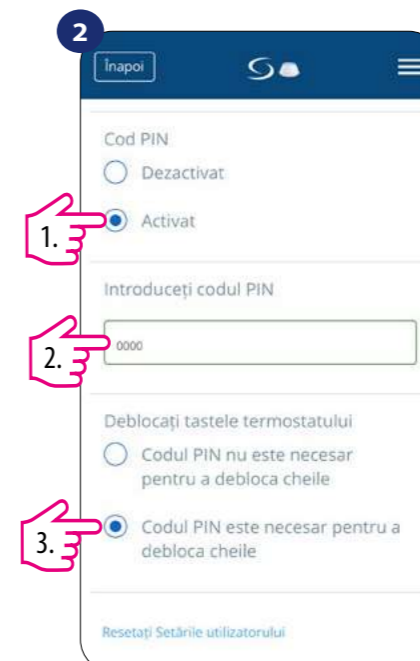 2
Înapoi
Cod PIN
Dezactivat
1.
Activat
Introduceți codul PIN
2.
0000
Deblocați tastele termostatului
Codul PIN nu este necesar
pentru a debloca cheile
3.
Codul PIN este necesar pentru a
debloca cheile
Resetați Setările utilizatorului